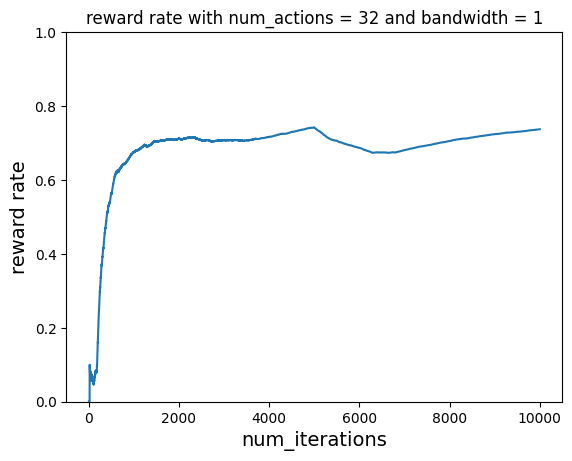 reward rate with num_actions = 32 and bandwidth = 1
1.0
0.8
0.6
0.4
0.2
0.0
reward rate
0 2000 4000 6000 8000 10000
num_iterations